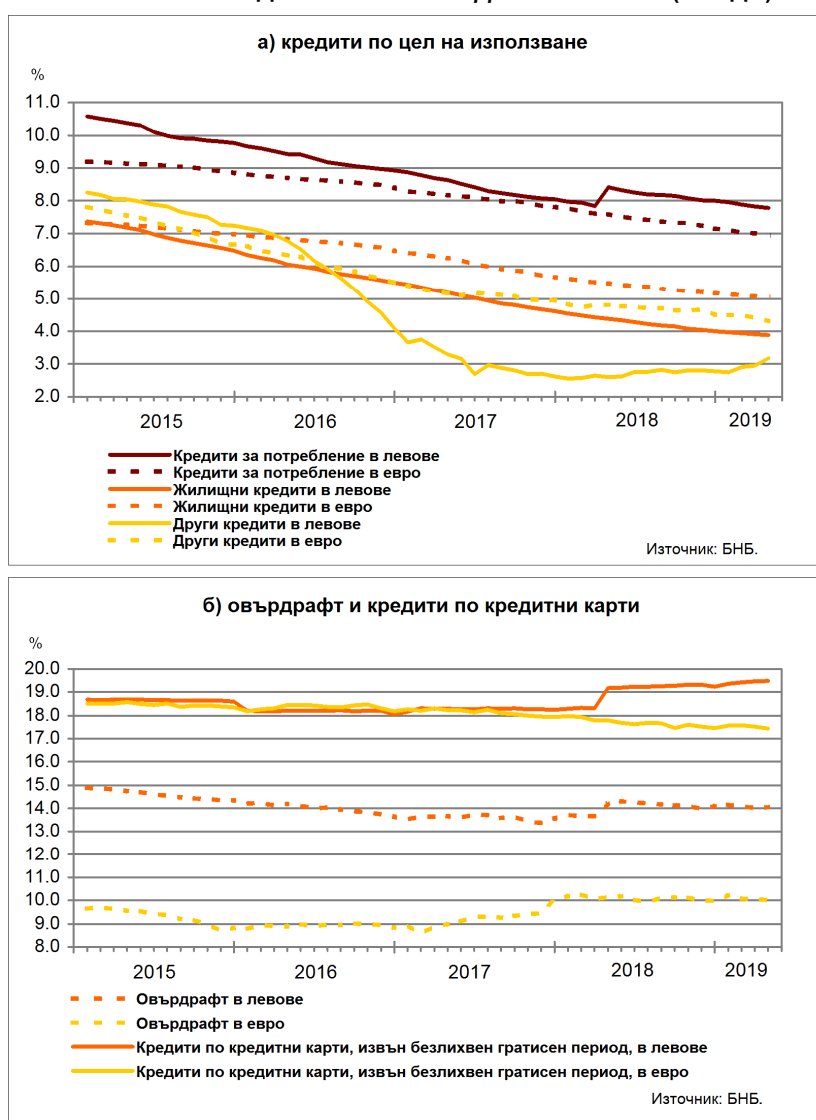 а) кредити по цел на използване
%
11.0
10.0
9.0
8.0
7.0
6.0
5.0
4.0
3.0
2.0
2015 2016 2017 2018 2019
Кредити за потребление в левове
Кредити за потребление в евро
Жилищни кредити в левове
Жилищни кредити в евро
Други кредити в левове
Други кредити в евро
Източник: БНБ.
б) овърдрафт и кредити по кредитни карти
%
20.0
19.0
18.0
17.0
16.0
15.0
14.0
13.0
12.0
11.0
10.0
9.0
8.0
2015 2016 2017 2018 2019
Овърдрафт в левове
Овърдрафт в евро
Кредити по кредитни карти, извън безлихвен гратисен период, в левове
Кредити по кредитни карти, извън безлихвен гратисен период, в евро
Източник: БНБ.